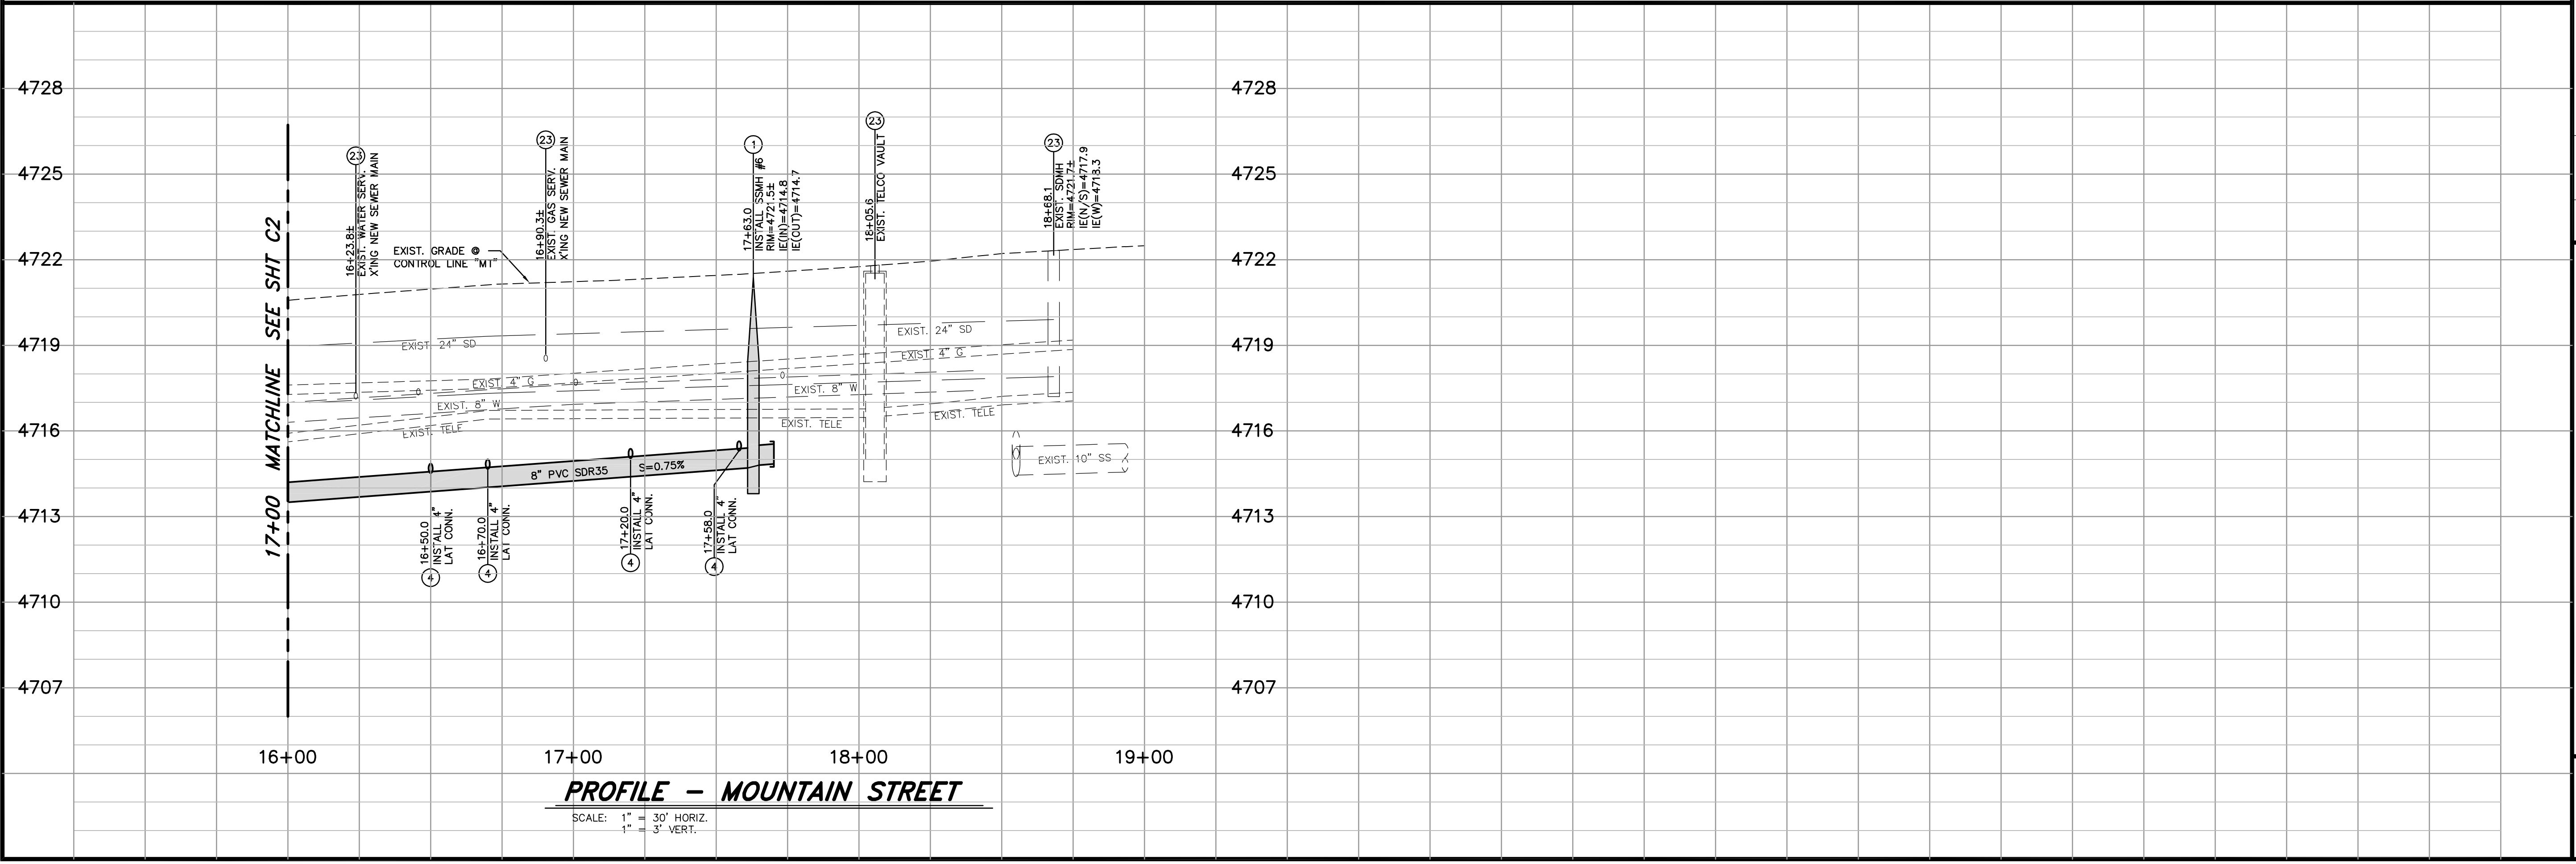 4728
4725
4722
4719
4716
4713
4710
4707
17+00 MATCHLINE SEE SHT C2
23
16+23.8±
EXIST. WATER SERV.
X'ING NEW SEWER MAIN
EXIST. GRADE @
CONTROL LINE "MT"
23
16+90.3±
EXIST. GAS SERV.
X'ING NEW SEWER MAIN
1
17+63.0
INSTALL SSMH #6
RIM=4721.5±
IE(IN)=4714.8
IE(OUT)=4714.7
23
18+05.6
EXIST. TELCO VAULT
23
18+68.1
EXIST. SDMH
RIM=4721.7±
IE(N/S)=4717.9
IE(W)=4718.3
4728
4725
4722
4719
4716
4713
4710
4707
EXIST. 24" SD
EXIST. 24" SD
EXIST. 4" G
EXIST. 4" G
EXIST. 8" W
EXIST. 8" W
EXIST. TELE
EXIST. TELE
EXIST. TELE
EXIST. 10" SS
8" PVC SDR35
S=0.75%
16+50.0
INSTALL 4"
LAT CONN.
4
16+70.0
INSTALL 4"
LAT CONN.
4
17+20.0
INSTALL 4"
LAT CONN.
4
17+58.0
INSTALL 4"
LAT CONN.
4
16+00
17+00
18+00
19+00
PROFILE - MOUNTAIN STREET
SCALE: 1" = 30' HORIZ.
1" = 3' VERT.